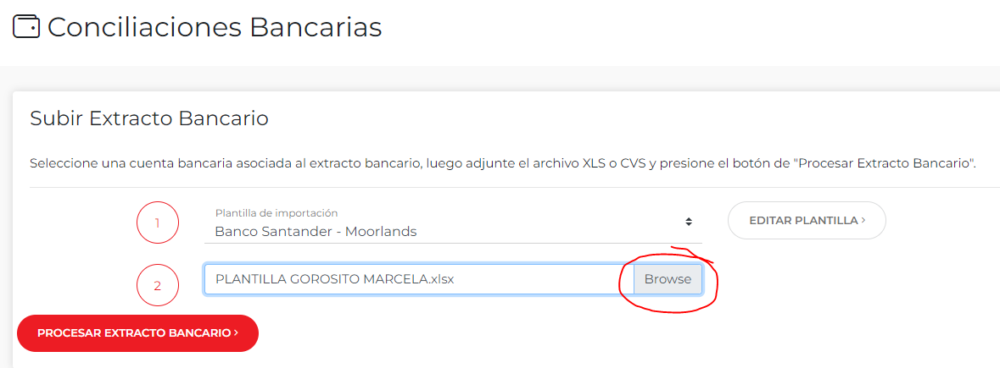 Conciliaciones Bancarias
Subir Extracto Bancario
Seleccione una cuenta bancaria asociada al extracto bancario, luego adjunte el archivo XLS o CVS y presione el botón de "Procesar Extracto Bancario".
1
Plantilla de importación
Banco Santander - Moorlands
EDITAR PLANTILLA ›
2
PLANTILLA GOROSITO MARCELA.xlsx
Browse
PROCESAR EXTRACTO BANCARIO ›